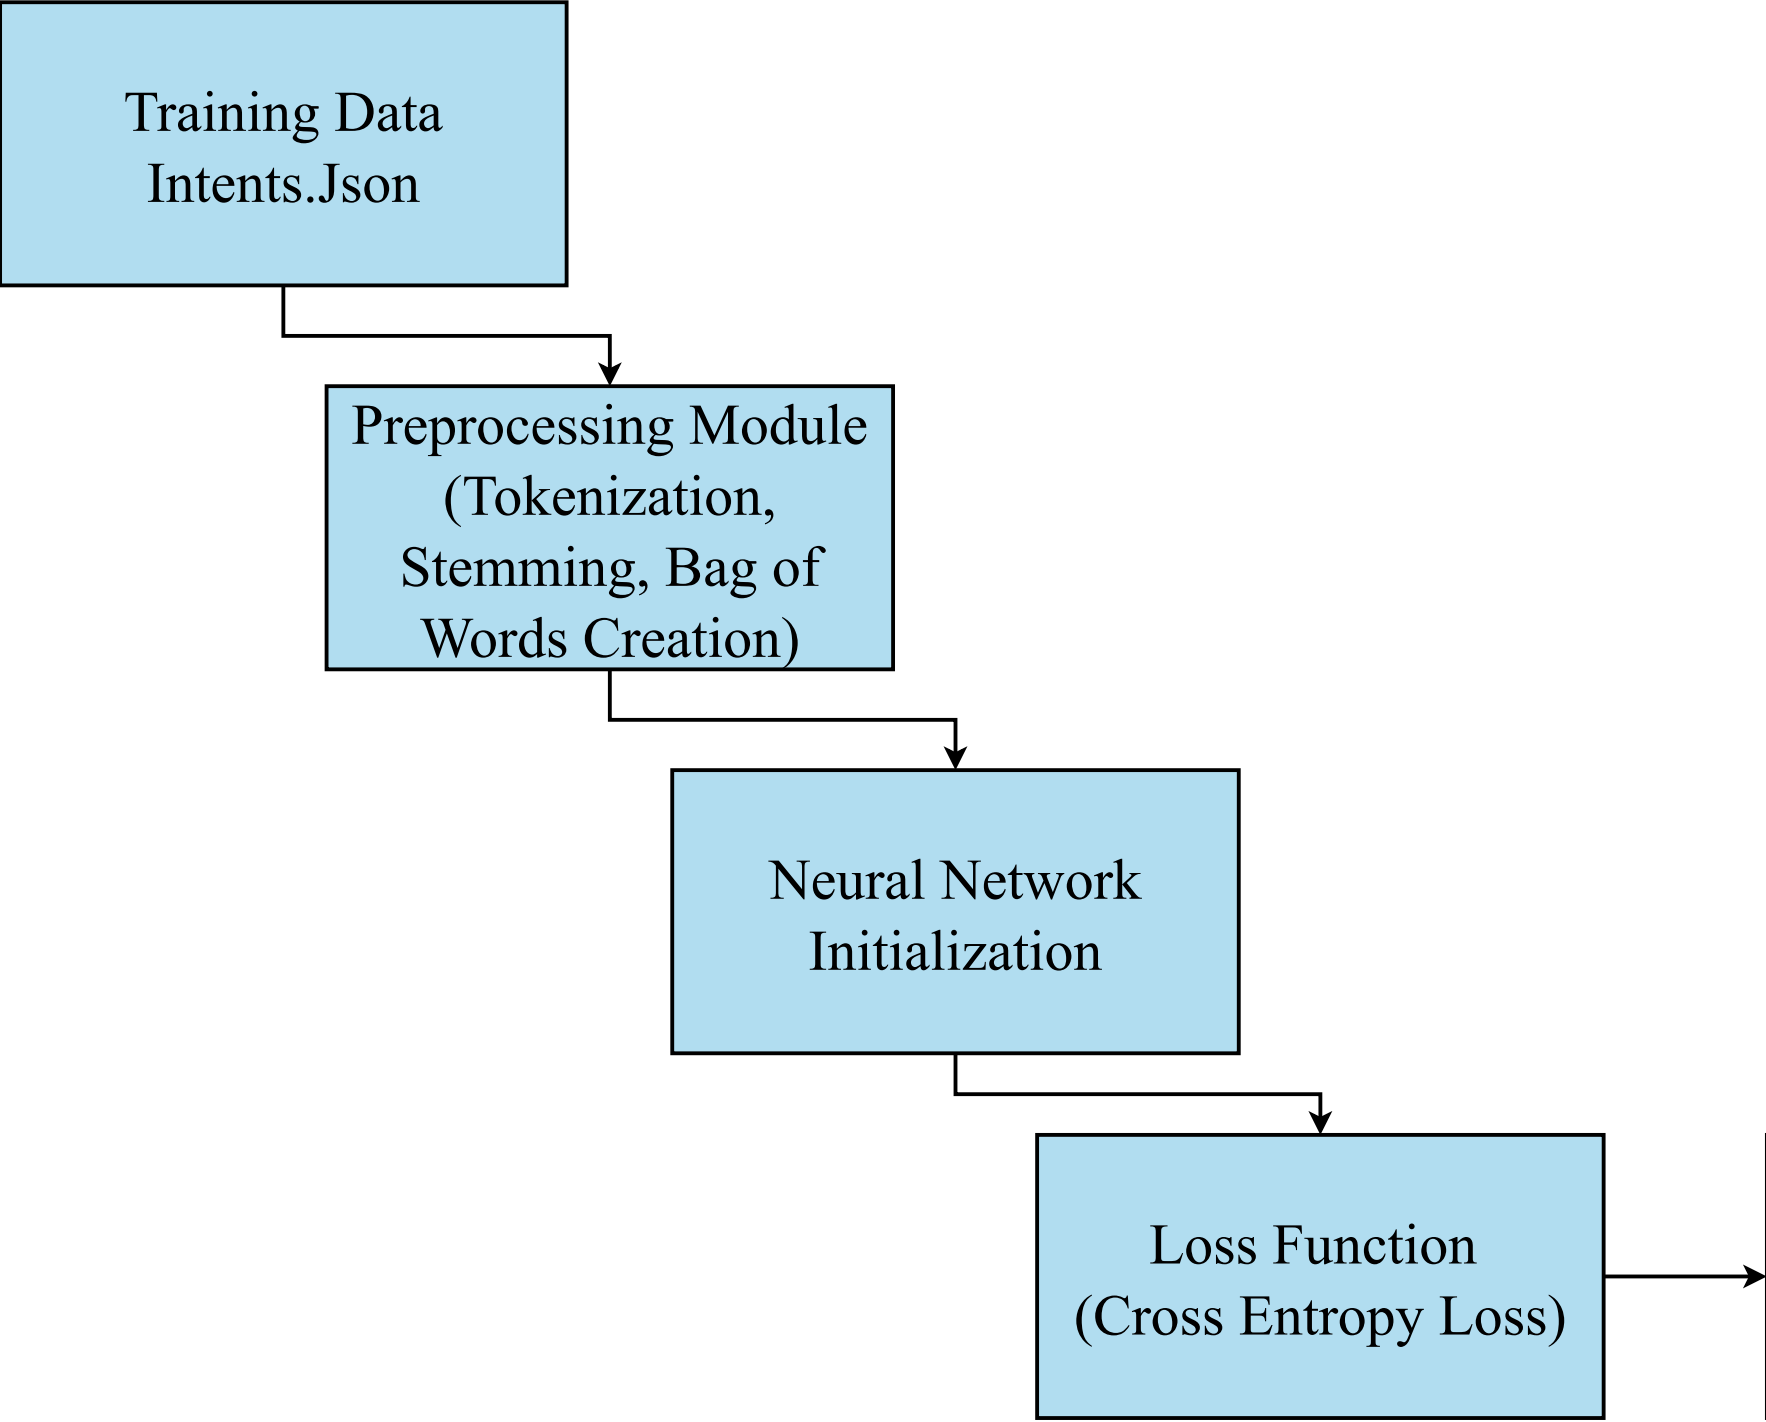 Training Data
Intents.Json
Preprocessing Module
(Tokenization,
Stemming, Bag of
Words Creation)
Neural Network
Initialization
Loss Function
(Cross Entropy Loss)